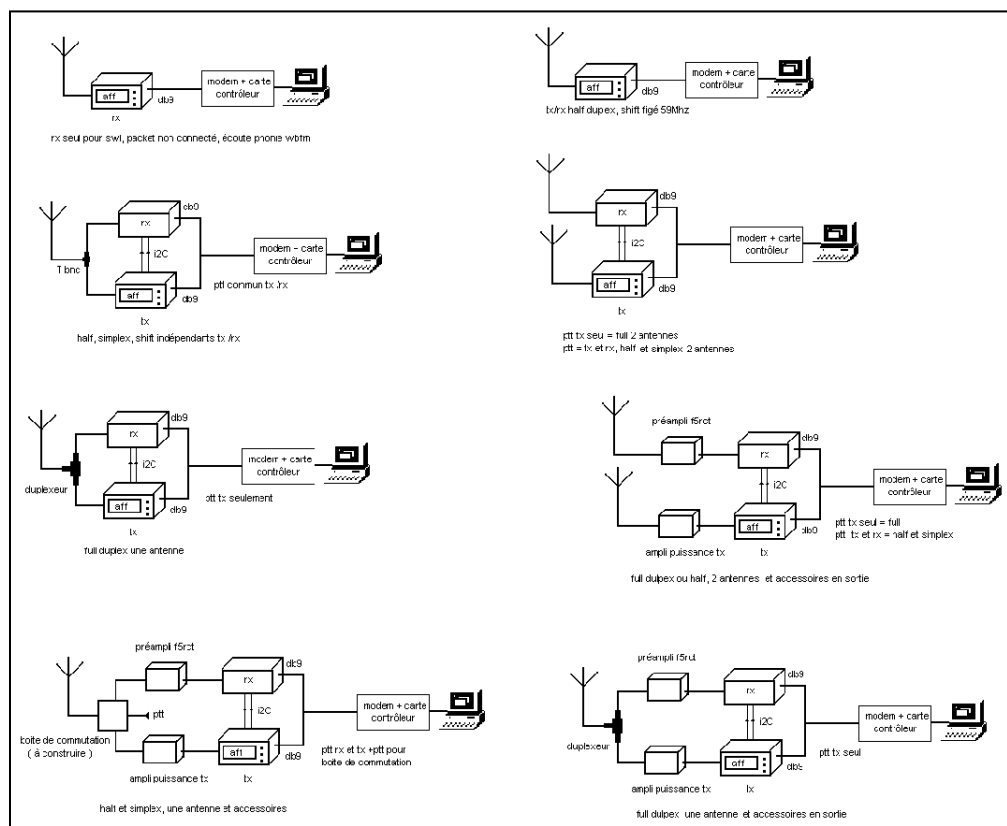 aff
db9
modem + carte
contrôleur
rx
rx seul pour swl, packet non connecté, écoute phonie wbfm
aff
db9
modem + carte
contrôleur
tx/rx half duplex, shift figé 59Mhz
db9
rx
i2C
T bnc
aff
db9
tx
modem + carte
contrôleur
ptt commun tx /rx
half, simplex, shift indépendants tx /rx
db9
rx
i2C
aff
db9
tx
modem + carte
contrôleur
ptt tx seul = full 2 antennes
ptt = tx et rx, half et simplex 2 antennes
db9
rx
i2C
duplexeur
aff
db9
tx
modem + carte
contrôleur
ptt tx seulement
full duplex une antenne
préampli f5rct
db9
rx
i2C
aff
db9
ampli puissance tx
tx
modem + carte
contrôleur
ptt tx seul = full
ptt tx et rx = half et simplex
full dulpex ou half, 2 antennes et accessoires en sortie
préampli f5rct
db9
rx
i2C
ptt
boite de commutation
( à construire )
aff
db9
ampli puissance tx
tx
modem + carte
contrôleur
ptt rx et tx +ptt pour
boite de commutation
half et simplex, une antenne et accessoires
préampli f5rct
db9
rx
i2C
duplexeur
aff
db9
ampli puissance tx
tx
modem + carte
contrôleur
ptt tx seul
full dulpex une antenne et accessoires en sortie